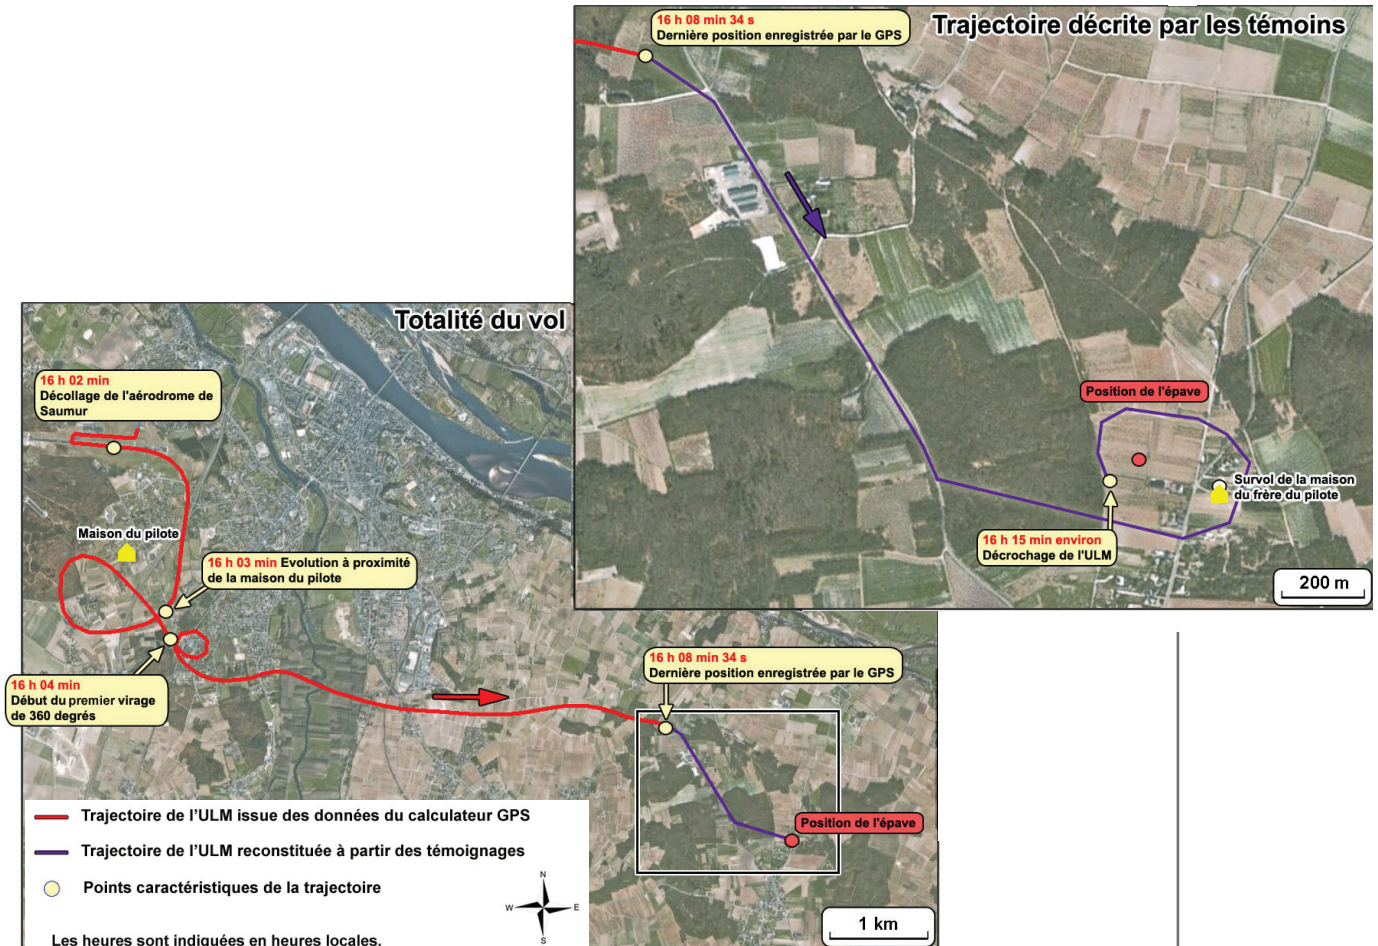 16 h 08 min 34 s
Dernière position enregistrée par le GPS
Trajectoire décrite par les témoins
Position de l'épave
Survol de la maison
du frère du pilote
16 h 15 min environ
Décrochage de l'ULM
200 m
Totalité du vol
16 h 02 min
Décollage de l'aérodrome de
Saumur
Maison du pilote
16 h 03 min Evolution à proximité
de la maison du pilote
16 h 04 min
Début du premier virage
de 360 degrés
16 h 08 min 34 s
Dernière position enregistrée par le GPS
Position de l'épave
Trajectoire de l'ULM issue des données du calculateur GPS
Trajectoire de l'ULM reconstituée à partir des témoignages
Points caractéristiques de la trajectoire
N
W E
S
1 km
Les heures sont indiquées en heures locales.